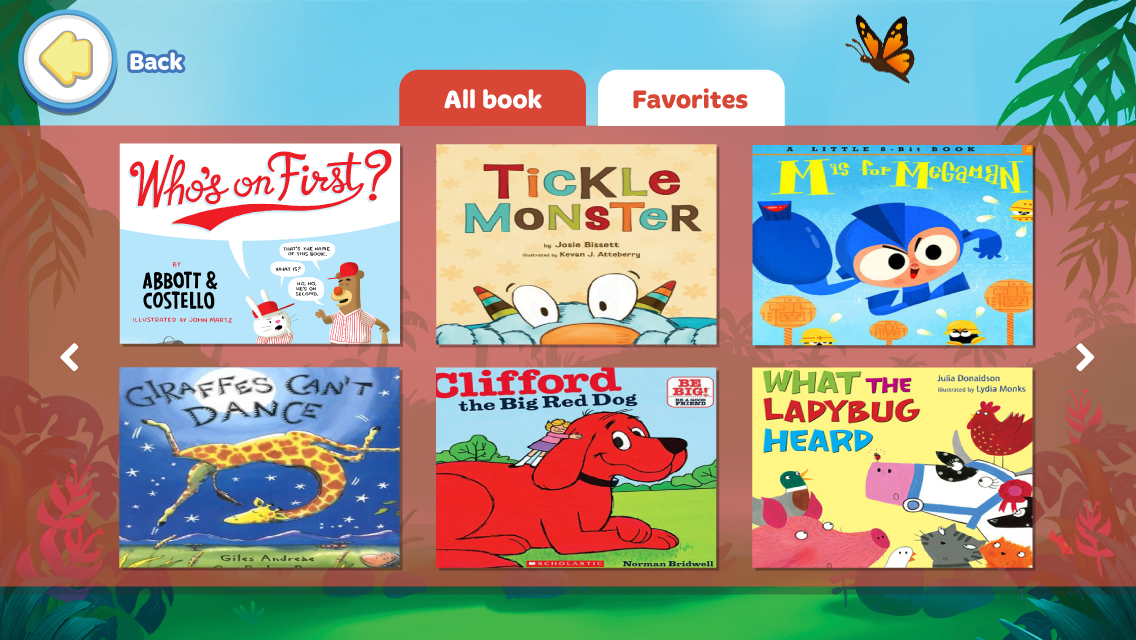 Back
All book
Favorites
Who's on First?
BY
ABBOTT &
COSTELLO
ILLUSTRATED BY JOHN MARTZ
THAT'S THE NAME
OF THIS BOOK.
WHAT IS?
NO, NO,
HE'S ON
SECOND.
TICKLE
MONSTeR
by Josie Bissett
illustrated by Kevan J. Atteberry
A LITTLE 8-Bit BOOK
M is for MeGaMaN
GIRAFFES CAN'T
DANCE
Giles Andreae
Clifford
the Big Red Dog
BE
BIG!
BE A GOOD
FRIEND
SCHOLASTIC
Norman Bridwell
WHAT THE
LADYBUG
HEARD
Julia Donaldson
Illustrated by Lydia Monks